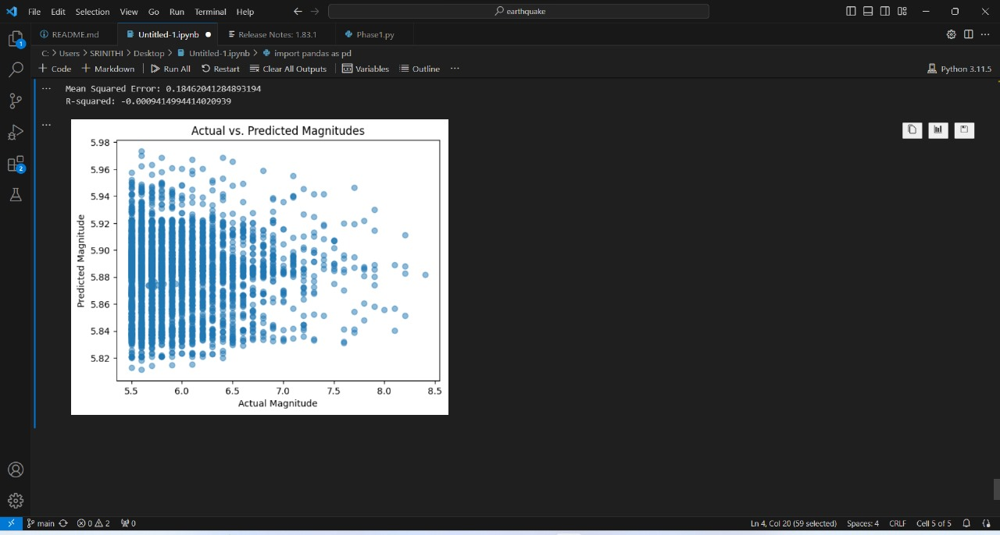 File Edit Selection View Go Run Terminal Help
earthquake
README.md Untitled-1.ipynb Release Notes: 1.83.1 Phase1.py
C: > Users > SRINITHI > Desktop > Untitled-1.ipynb > import pandas as pd
+ Code + Markdown Run All Restart Clear All Outputs Variables Outline ...
Python 3.11.5
1
2
... Mean Squared Error: 0.18462041284893194
R-squared: -0.0009414994414020939
...
Actual vs. Predicted Magnitudes
5.98
5.96
5.94
5.92
5.90
5.88
5.86
5.84
5.82
Predicted Magnitude
5.5 6.0 6.5 7.0 7.5 8.0 8.5
Actual Magnitude
main 0 2 0
Ln 4, Col 20 (59 selected) Spaces: 4 CRLF Cell 5 of 5